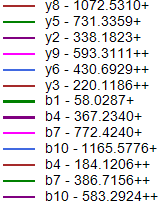 y8 - 1072.5310+
y5 - 731.3359+
y2 - 338.1823+
y9 - 593.3111++
y6 - 430.6929++
y3 - 220.1186++
b1 - 58.0287+
b4 - 367.2340+
b7 - 772.4240+
b10 - 1165.5776+
b4 - 184.1206++
b7 - 386.7156++
b10 - 583.2924++